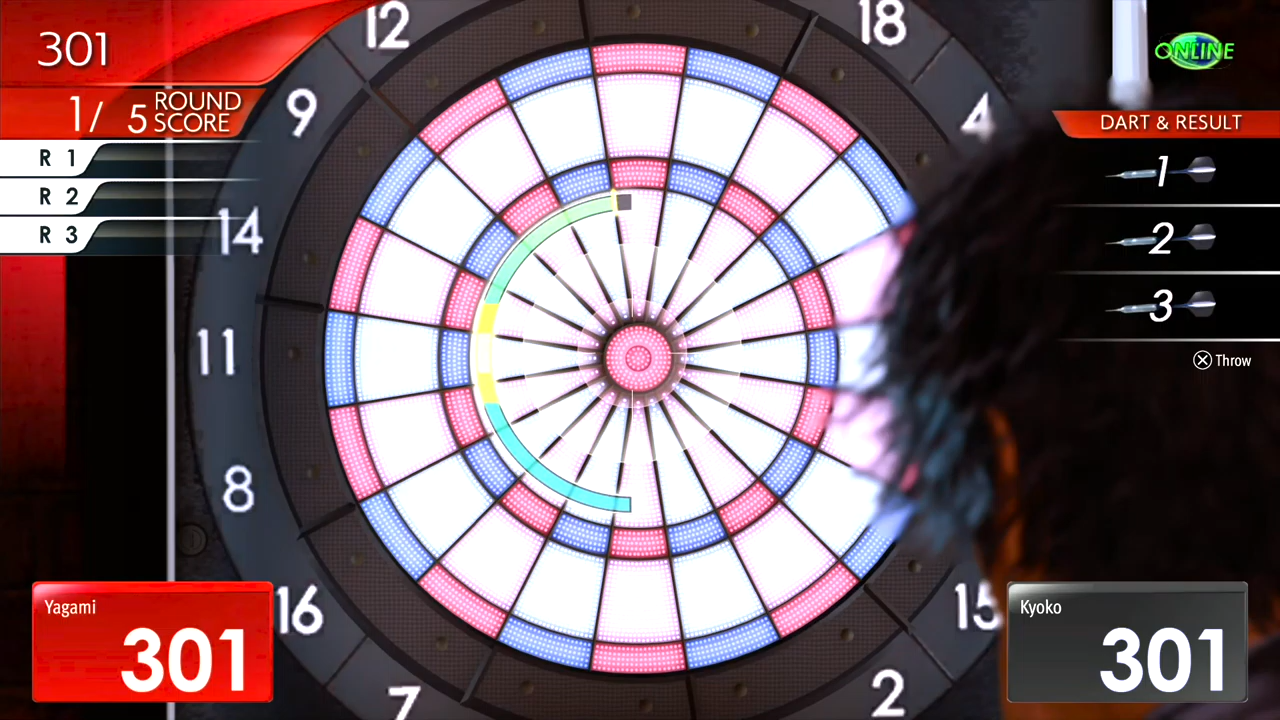 301
1/ 5 ROUND SCORE
R 1
R 2
R 3
12
18
9
4
14
11
8
16
15
7
2
ONLINE
DART & RESULT
1
2
3
Throw
Yagami
301
Kyoko
301